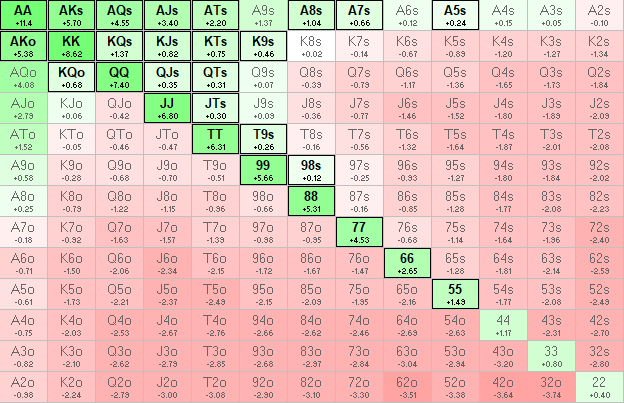 AA AKs AQs AJs ATs A9s A8s A7s A6s A5s A4s A3s A2s
+11.4 +5.70 +4.55 +3.40 +2.20 +1.37 +1.04 +0.66 +0.12 +0.24 +0.15 +0.05 -0.10
AKo KK KQs KJs KTs K9s K8s K7s K6s K5s K4s K3s K2s
+5.38 +8.62 +1.37 +0.82 +0.75 +0.46 +0.02 -0.14 -0.67 -0.83 -1.20 -1.27 -1.34
AQo KQo QQ QJs QTs Q9s Q8s Q7s Q6s Q5s Q4s Q3s Q2s
+4.08 +0.68 +7.40 +0.35 +0.31 +0.07 -0.39 -0.79 -1.17 -1.36 -1.65 -1.73 -1.84
AJo KJo QJo JJ JTs J9s J8s J7s J6s J5s J4s J3s J2s
+2.79 +0.06 -0.42 +6.80 +0.30 +0.09 -0.36 -0.77 -1.46 -1.52 -1.80 -1.89 -2.09
ATo KTo QTo JTo TT T9s T8s T7s T6s T5s T4s T3s T2s
+1.52 -0.05 -0.46 -0.47 +6.31 +0.26 -0.16 -0.56 -1.32 -1.64 -1.87 -2.01 -2.08
A9o K9o Q9o J9o T9o 99 98s 97s 96s 95s 94s 93s 92s
+0.58 -0.28 -0.68 -0.70 -0.51 +5.66 +0.12 -0.25 -0.93 -1.27 -1.80 -1.84 -2.02
A8o K8o Q8o J8o T8o 98o 88 87s 86s 85s 84s 83s 82s
+0.25 -0.79 -1.22 -1.15 -0.96 -0.66 +5.31 -0.16 -0.85 -1.28 -1.77 -2.08 -2.23
A7o K7o Q7o J7o T7o 97o 87o 77 76s 75s 74s 73s 72s
-0.18 -0.92 -1.63 -1.57 -1.39 -0.98 -0.95 +4.53 -0.68 -1.14 -1.64 -1.96 -2.40
A6o K6o Q6o J6o T6o 96o 86o 76o 66 65s 64s 63s 62s
-0.71 -1.50 -2.06 -2.34 -2.15 -1.72 -1.67 -1.47 +2.65 -1.28 -1.81 -2.14 -2.59
A5o K5o Q5o J5o T5o 95o 85o 75o 65o 55 54s 53s 52s
-0.61 -1.73 -2.21 -2.37 -2.49 -2.15 -2.09 -1.95 -2.16 +1.49 -1.77 -2.08 -2.49
A4o K4o Q4o J4o T4o 94o 84o 74o 64o 54o 44 43s 42s
-0.75 -2.03 -2.53 -2.67 -2.76 -2.66 -2.62 -2.46 -2.69 -2.63 +1.17 -2.31 -2.70
A3o K3o Q3o J3o T3o 93o 83o 73o 63o 53o 43o 33 32s
-0.82 -2.10 -2.62 -2.79 -2.85 -2.68 -2.97 -2.84 -3.04 -2.94 -3.20 +0.80 -2.80
A2o K2o Q2o J2o T2o 92o 82o 72o 62o 52o 42o 32o 22
-0.98 -2.24 -2.79 -3.00 -3.08 -2.90 -3.10 -3.30 -3.51 -3.38 -3.64 -3.74 +0.40